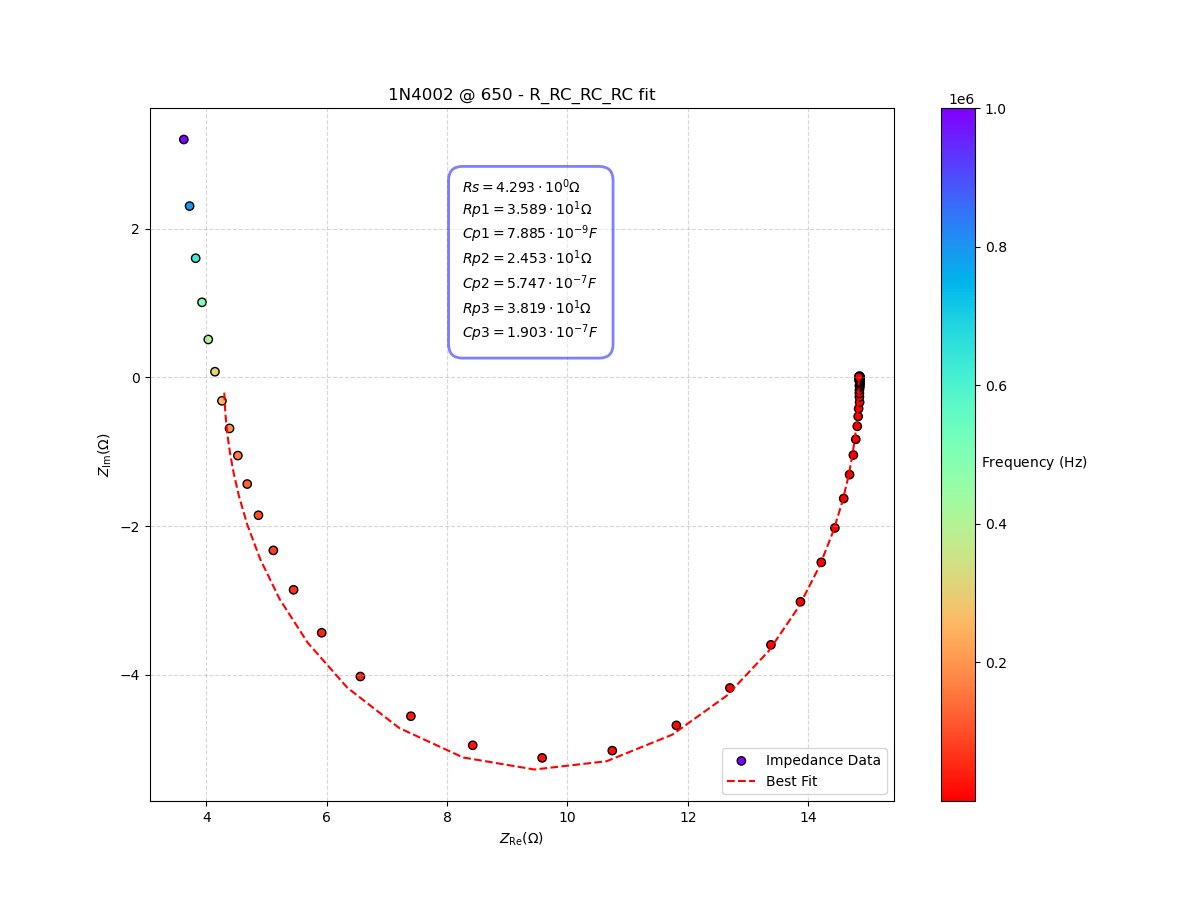 1N4002 @ 650 - R_RC_RC_RC fit
1e6
Rs = 4.293 · 10⁰Ω
Rp1 = 3.589 · 10¹Ω
Cp1 = 7.885 · 10⁻⁹F
Rp2 = 2.453 · 10¹Ω
Cp2 = 5.747 · 10⁻⁷F
Rp3 = 3.819 · 10¹Ω
Cp3 = 1.903 · 10⁻⁷F
2
0
−2
−4
Z_Im(Ω)
4 6 8 10 12 14
Z_Re(Ω)
Impedance Data
Best Fit
1.0
0.8
0.6
0.4
0.2
Frequency (Hz)